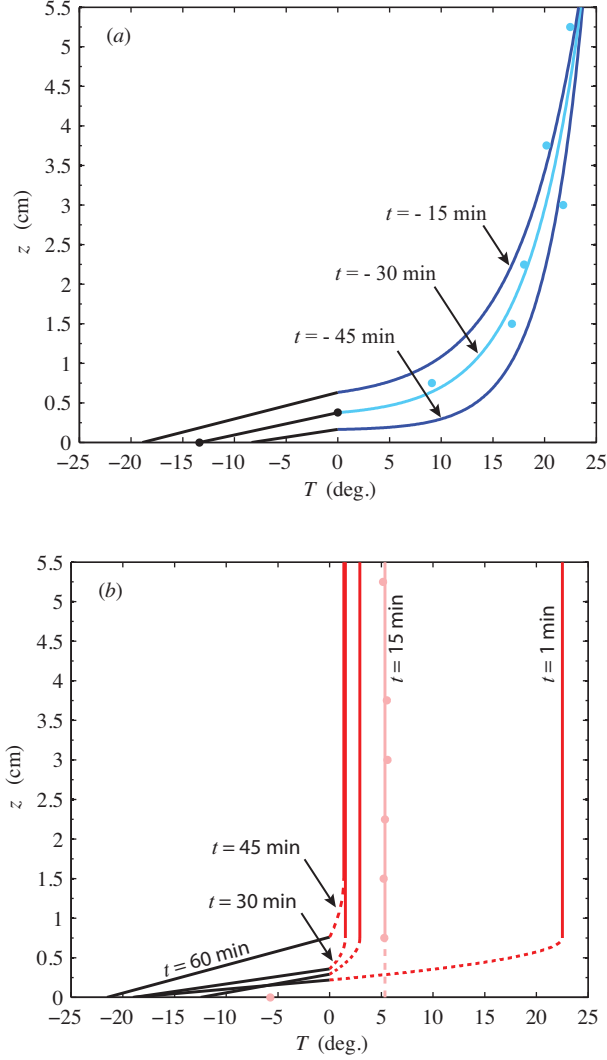 (a)
5.5
5
4.5
4
3.5
3
2.5
2
1.5
1
0.5
0
z (cm)
t = - 15 min
t = - 30 min
t = - 45 min
−25 −20 −15 −10 −5 0 5 10 15 20 25
T (deg.)
(b)
5.5
5
4.5
4
3.5
3
2.5
2
1.5
1
0.5
0
z (cm)
t = 15 min
t = 1 min
t = 45 min
t = 30 min
t = 60 min
−25 −20 −15 −10 −5 0 5 10 15 20 25
T (deg.)